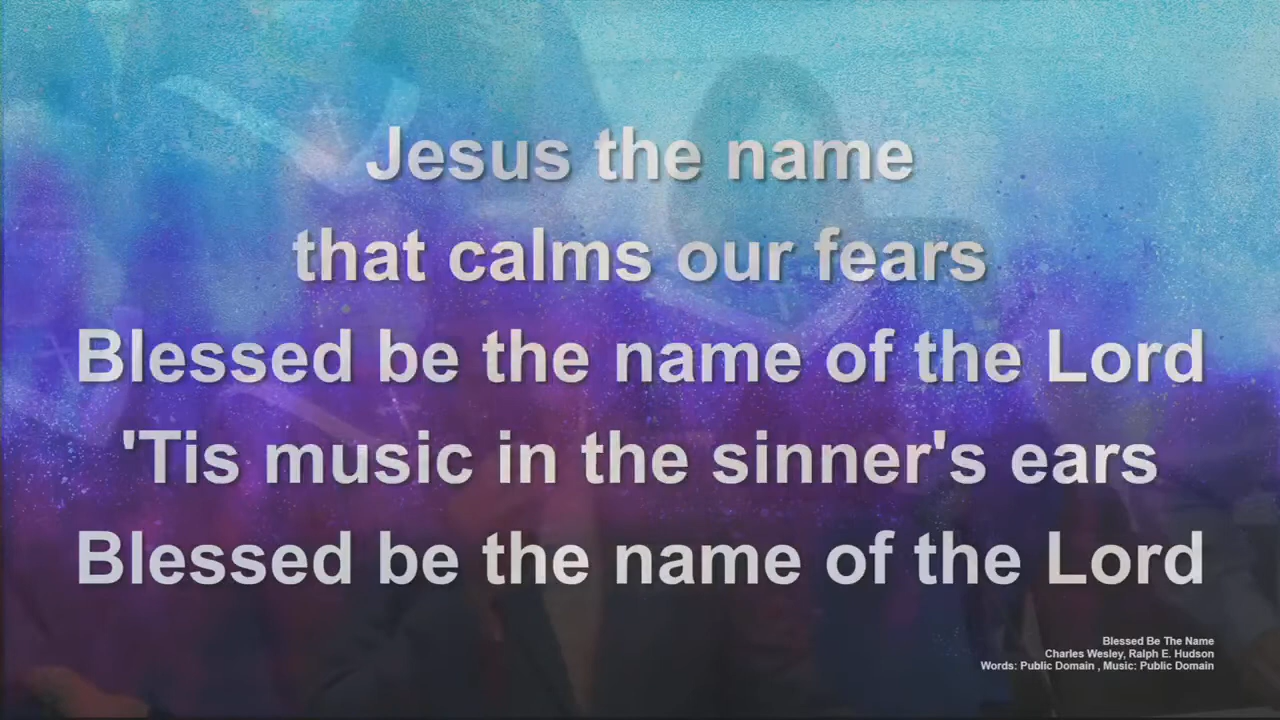 Jesus the name
that calms our fears
Blessed be the name of the Lord
'Tis music in the sinner's ears
Blessed be the name of the Lord
Blessed Be The Name
Charles Wesley, Ralph E. Hudson
Words: Public Domain , Music: Public Domain